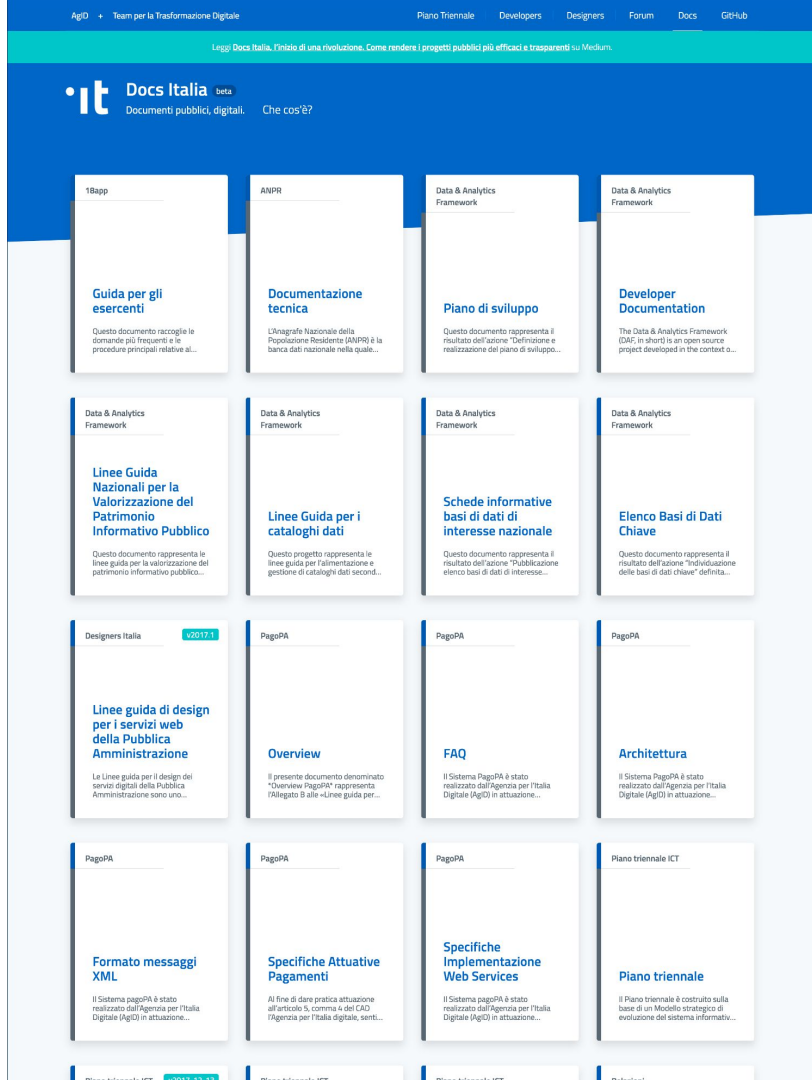 AgID + Team per la Trasformazione Digitale
Piano Triennale Developers Designers Forum Docs GitHub
Leggi Docs Italia, l'inizio di una rivoluzione. Come rendere i progetti pubblici più efficaci e trasparenti su Medium.
Docs Italia beta
Documenti pubblici, digitali. Che cos'è?
18app
Guida per gli
esercenti
Questo documento raccoglie le
domande più frequenti e le
procedure principali relative al...
ANPR
Documentazione
tecnica
L'Anagrafe Nazionale della
Popolazione Residente (ANPR) è la
banca dati nazionale nella quale...
Data & Analytics
Framework
Piano di sviluppo
Questo documento rappresenta il
risultato dell'azione "Definizione e
realizzazione del piano di sviluppo...
Data & Analytics
Framework
Developer
Documentation
The Data & Analytics Framework
(DAF, in short) is an open source
project developed in the context o...
Data & Analytics
Framework
Linee Guida
Nazionali per la
Valorizzazione del
Patrimonio
Informativo Pubblico
Questo documento rappresenta le
linee guida per la valorizzazione del
patrimonio informativo pubblico...
Data & Analytics
Framework
Linee Guida per i
cataloghi dati
Questo progetto rappresenta le
linee guida per l'alimentazione e
gestione di cataloghi dati second...
Data & Analytics
Framework
Schede informative
basi di dati di
interesse nazionale
Questo documento rappresenta il
risultato dell'azione "Pubblicazione
elenco basi di dati di interesse...
Data & Analytics
Framework
Elenco Basi di Dati
Chiave
Questo documento rappresenta il
risultato dell'azione "Individuazione
delle basi di dati chiave" definita...
Designers Italia v2017.1
Linee guida di design
per i servizi web
della Pubblica
Amministrazione
Le Linee guida per il design dei
servizi digitali della Pubblica
Amministrazione sono uno...
PagoPA
Overview
Il presente documento denominato
"Overview PagoPA" rappresenta
l'Allegato B alle «Linee guida per...
PagoPA
FAQ
Il Sistema PagoPA è stato
realizzato dall'Agenzia per l'Italia
Digitale (AgID) in attuazione...
PagoPA
Architettura
Il Sistema PagoPA è stato
realizzato dall'Agenzia per l'Italia
Digitale (AgID) in attuazione...
PagoPA
Formato messaggi
XML
Il Sistema pagoPA è stato
realizzato dall'Agenzia per l'Italia
Digitale (AgID) in attuazione...
PagoPA
Specifiche Attuative
Pagamenti
Al fine di dare pratica attuazione
all'articolo 5, comma 4 del CAD
l'Agenzia per l'Italia digitale, senti...
PagoPA
Specifiche
Implementazione
Web Services
Il Sistema pagoPA è stato
realizzato dall'Agenzia per l'Italia
Digitale (AgID) in attuazione...
Piano triennale ICT
Piano triennale
Il Piano triennale è costruito sulla
base di un Modello strategico di
evoluzione del sistema informativ...